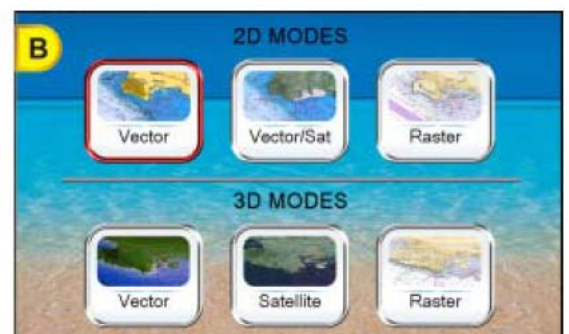 B
2D MODES
Vector Vector/Sat Raster
3D MODES
Vector Satellite Raster